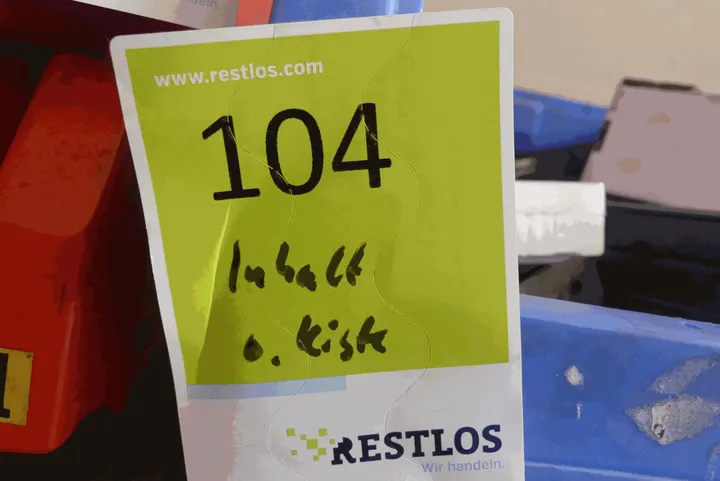 www.restlos.com
104
Inhalt
o. Kiste
RESTLOS
Wir handeln.